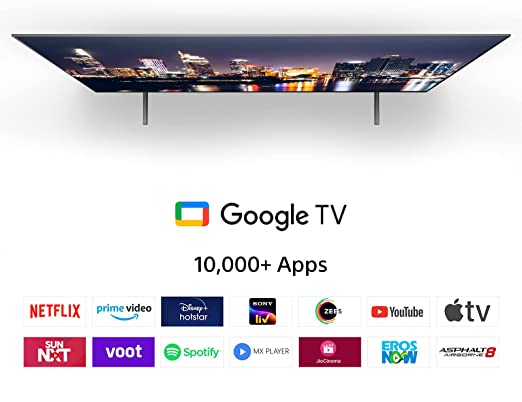 Google TV
10,000+ Apps
NETFLIX
prime video
Disney+
hotstar
SONY
liv
ZEE5
YouTube
tv
SUN
NXT
voot
Spotify
MX PLAYER
JioCinema
EROS
NOW
ASPHALT 8
AIRBORNE